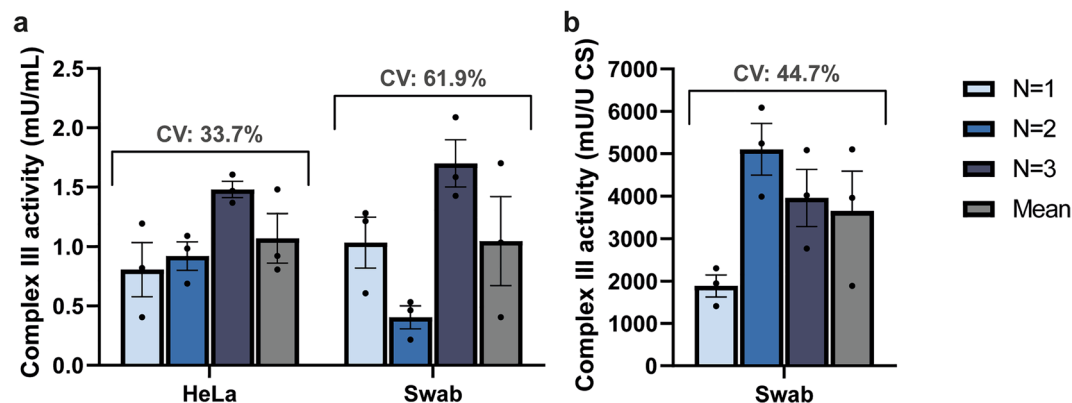 a
Complex III activity (mU/mL)
2.5
2.0
1.5
1.0
0.5
0.0
CV: 33.7%
CV: 61.9%
HeLa
Swab
b
Complex III activity (mU/U CS)
7000
6000
5000
4000
3000
2000
1000
0
CV: 44.7%
Swab
N=1
N=2
N=3
Mean